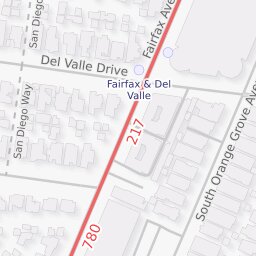 San Diego
Fairfax Ave
Del Valle Drive
Fairfax & Del
Valle
217
San Diego Way
South Orange Grove Ave
780